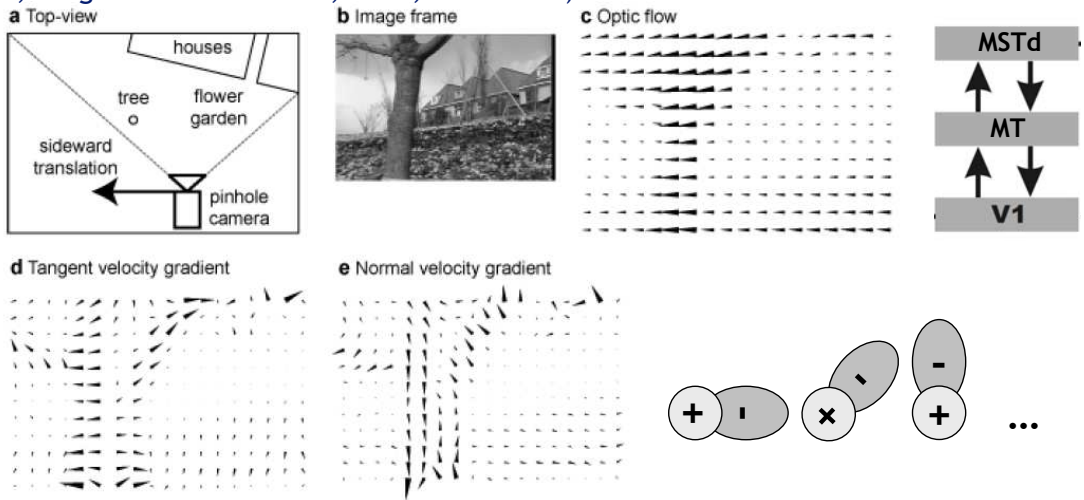 a Top-view
houses
tree
flower
garden
sideward
translation
pinhole
camera
b Image frame
c Optic flow
MSTd
MT
V1
d Tangent velocity gradient
e Normal velocity gradient
+ -
× -
-
+
...